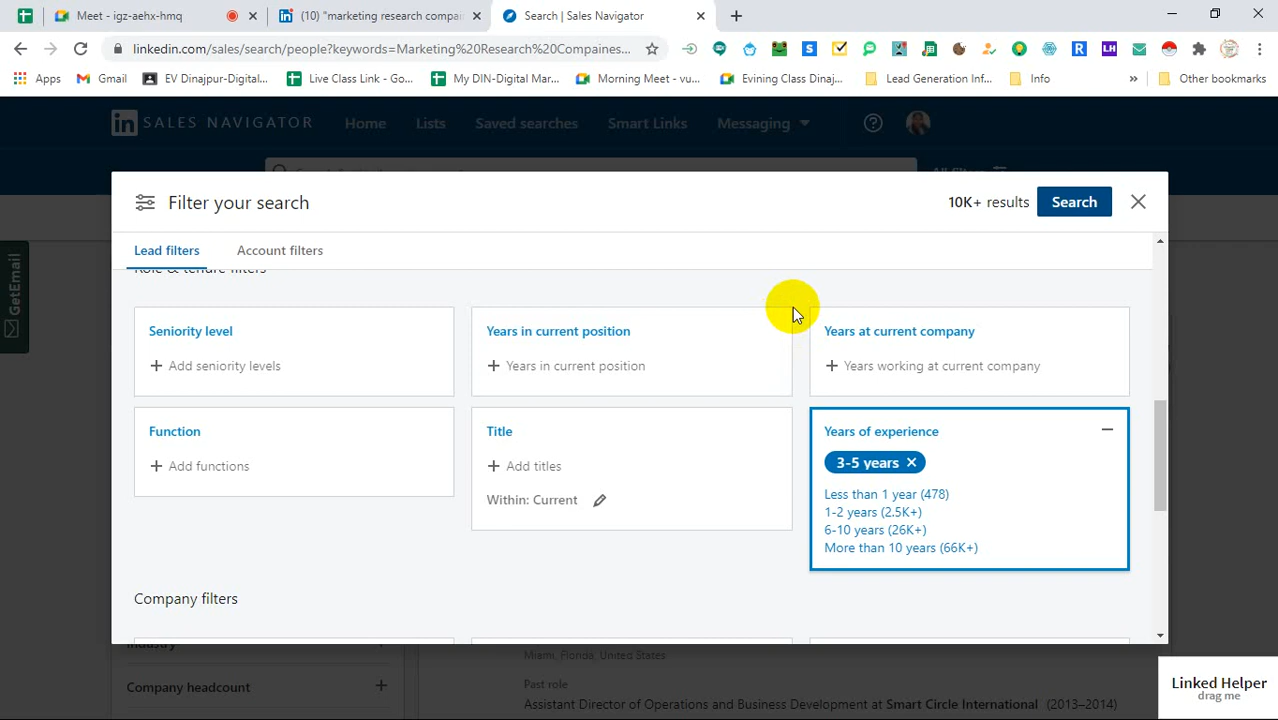 Meet - igz-aehx-hmq
(10) "marketing research compa
Search | Sales Navigator
linkedin.com/sales/search/people?keywords=Marketing%20Research%20Compaines...
Apps
Gmail
EV Dinajpur-Digital...
Live Class Link - Go...
My DIN-Digital Mar...
Morning Meet - vu...
Evining Class Dinaj...
Lead Generation Inf...
Info
Other bookmarks
in SALES NAVIGATOR
Home
Lists
Saved searches
Smart Links
Messaging
Filter your search
10K+ results
Search
Lead filters
Account filters
Role & tenure filters
Seniority level
+ Add seniority levels
Years in current position
+ Years in current position
Years at current company
+ Years working at current company
Function
+ Add functions
Title
+ Add titles
Within: Current
Years of experience
3-5 years ×
Less than 1 year (478)
1-2 years (2.5K+)
6-10 years (26K+)
More than 10 years (66K+)
Company filters
GetEmail
Industry
Company headcount
Miami, Florida, United States
Past role
Assistant Director of Operations and Business Development at Smart Circle International (2013–2014)
Linked Helper
drag me